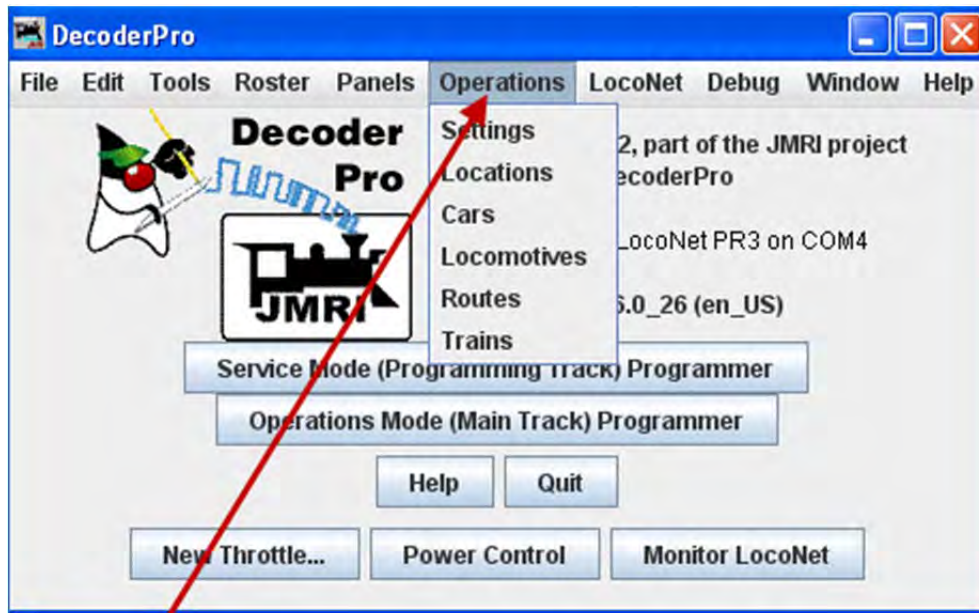 DecoderPro
File Edit Tools Roster Panels Operations LocoNet Debug Window Help
Decoder
Pro
JMRI
Settings
Locations
Cars
Locomotives
Routes
Trains
2, part of the JMRI project
ecoderPro
LocoNet PR3 on COM4
6.0_26 (en_US)
Service Mode (Programming Track) Programmer
Operations Mode (Main Track) Programmer
Help Quit
New Throttle... Power Control Monitor LocoNet